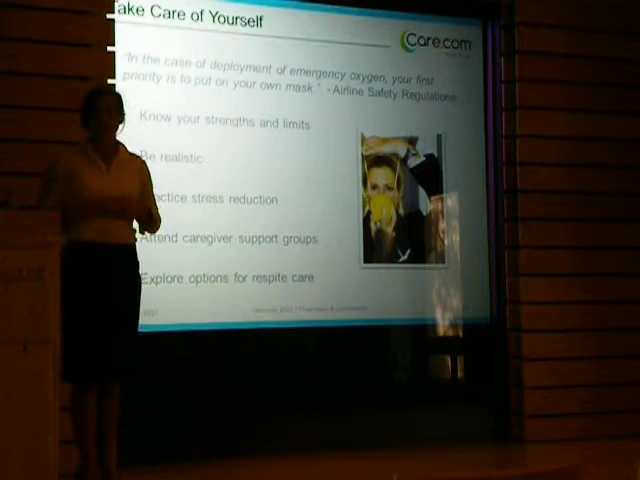 ake Care of Yourself
Care.com
"In the case of deployment of emergency oxygen, your first
priority is to put on your own mask.". - Airline Safety Regulations
Know your strengths and limits
Be realistic
ctice stress reduction
Attend caregiver support groups
Explore options for respite care